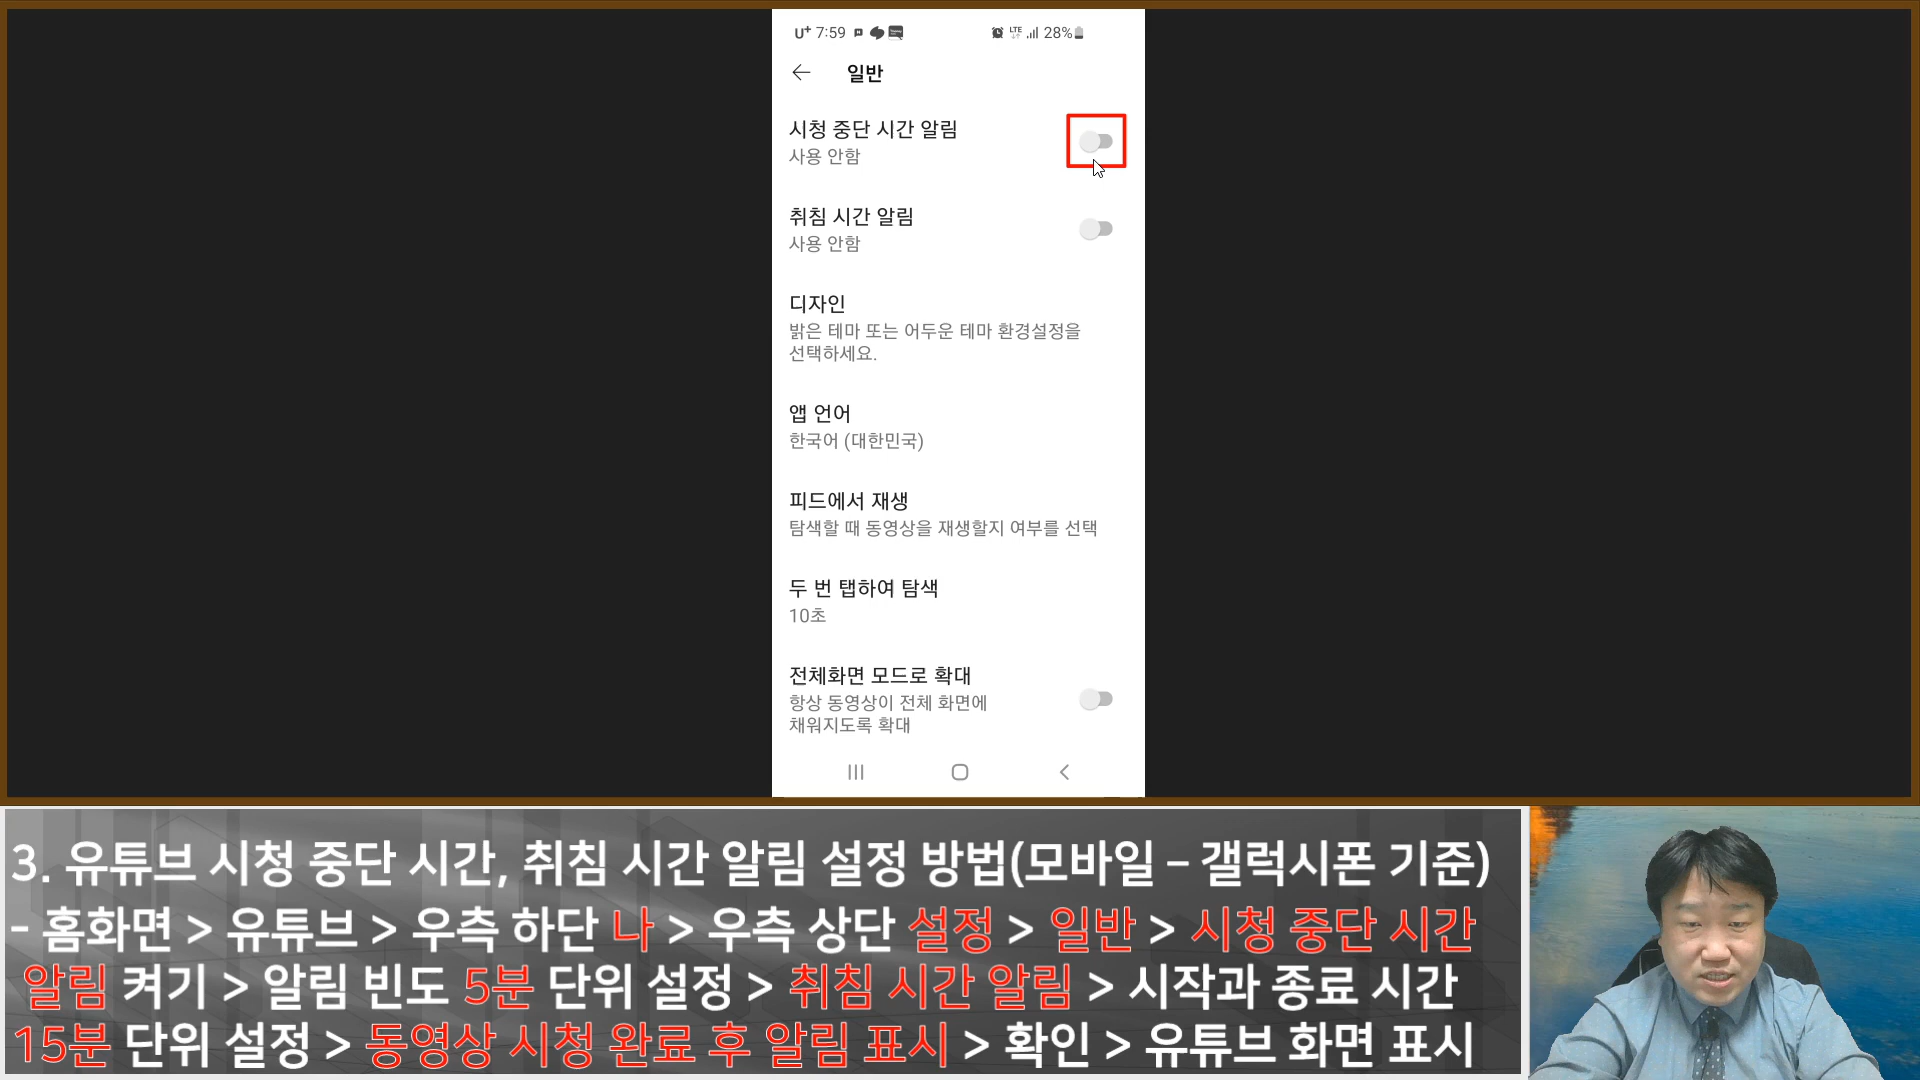 U+ 7:59
LTE 28%
일반
시청 중단 시간 알림
사용 안함
취침 시간 알림
사용 안함
디자인
밝은 테마 또는 어두운 테마 환경설정을
선택하세요.
앱 언어
한국어 (대한민국)
피드에서 재생
탐색할 때 동영상을 재생할지 여부를 선택
두 번 탭하여 탐색
10초
전체화면 모드로 확대
항상 동영상이 전체 화면에
채워지도록 확대
3. 유튜브 시청 중단 시간, 취침 시간 알림 설정 방법(모바일 – 갤럭시폰 기준)
- 홈화면 > 유튜브 > 우측 하단 나 > 우측 상단 설정 > 일반 > 시청 중단 시간
알림 켜기 > 알림 빈도 5분 단위 설정 > 취침 시간 알림 > 시작과 종료 시간
15분 단위 설정 > 동영상 시청 완료 후 알림 표시 > 확인 > 유튜브 화면 표시